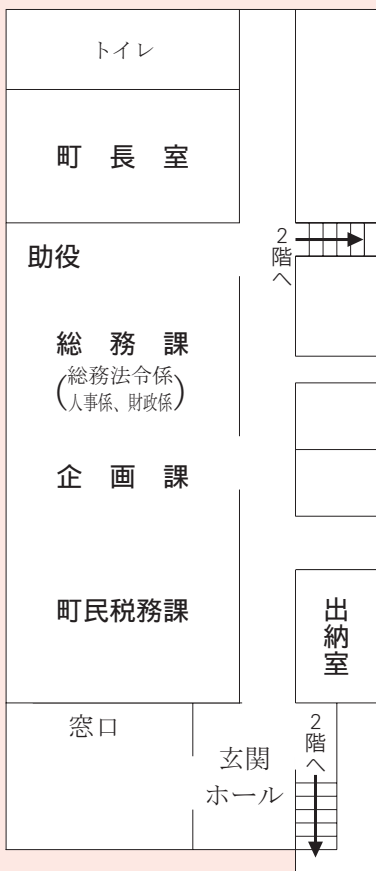 トイレ
町長室
助役
2階へ
総務課
(総務法令係
人事係、財政係)
企画課
町民税務課
出納室
窓口
玄関
ホール
2階へ